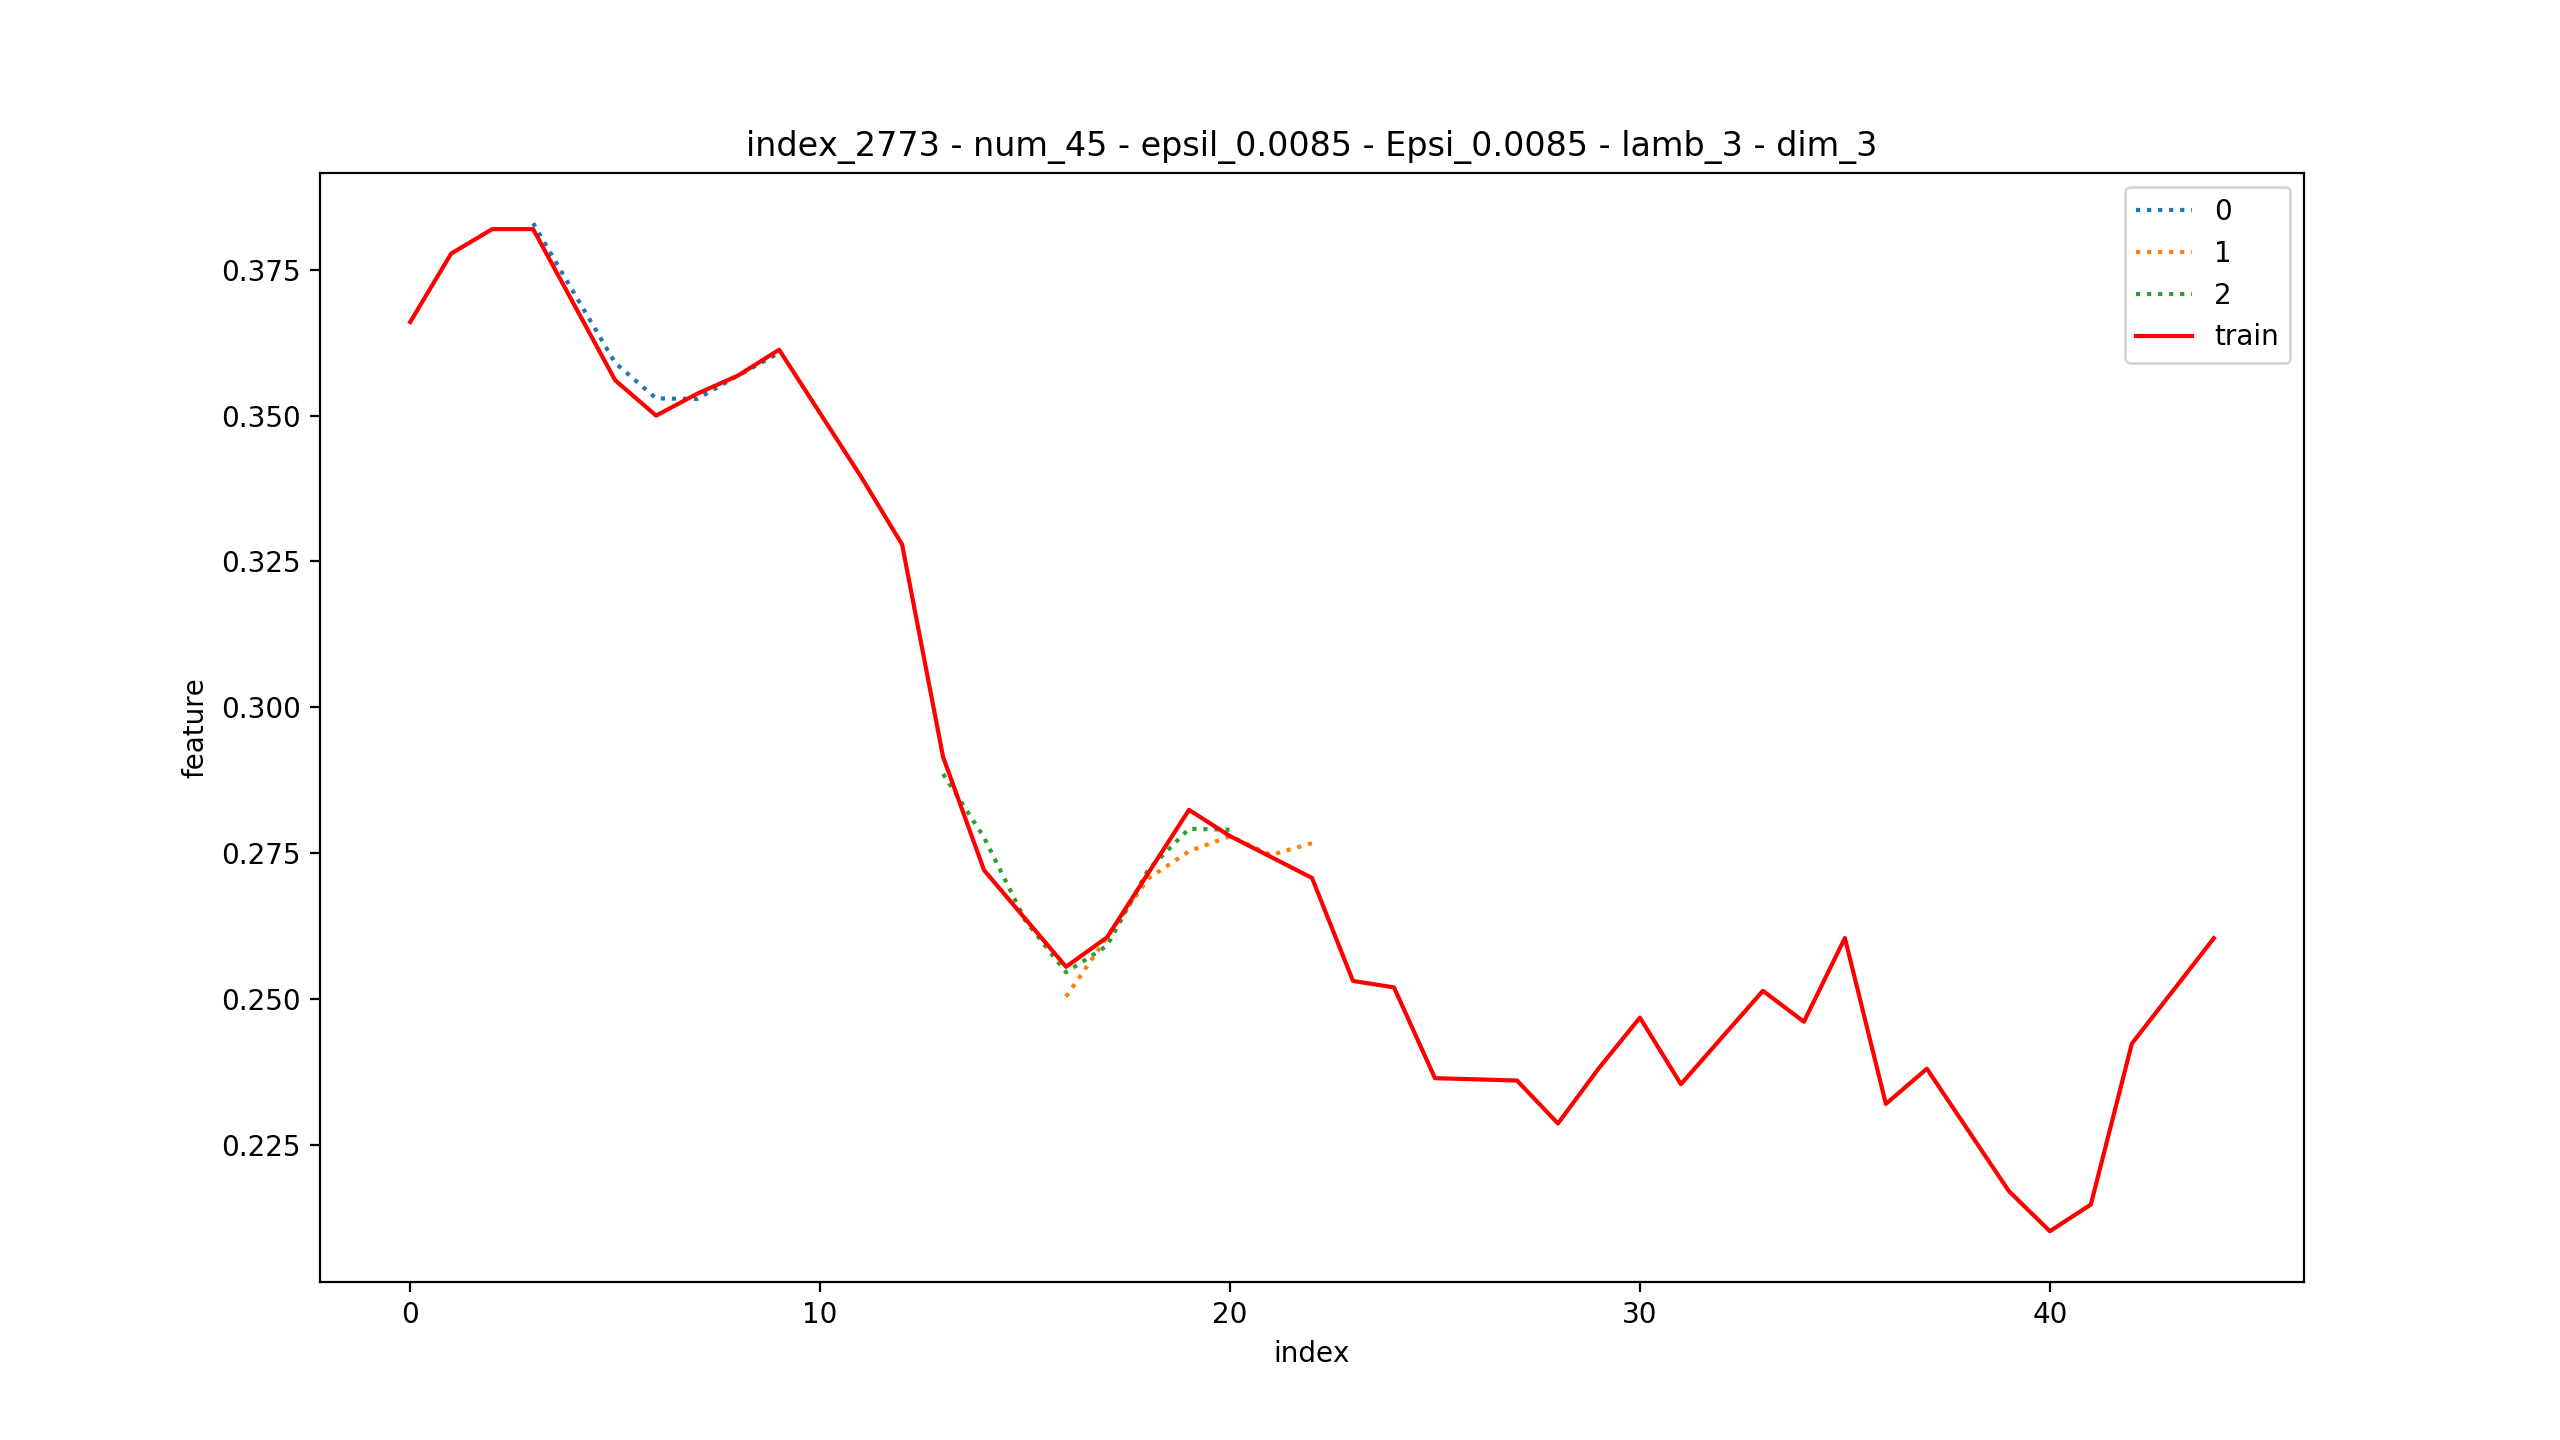 index_2773 - num_45 - epsil_0.0085 - Epsi_0.0085 - lamb_3 - dim_3
0
1
2
train
0.375
0.350
0.325
0.300
0.275
0.250
0.225
feature
0 10 20 30 40
index